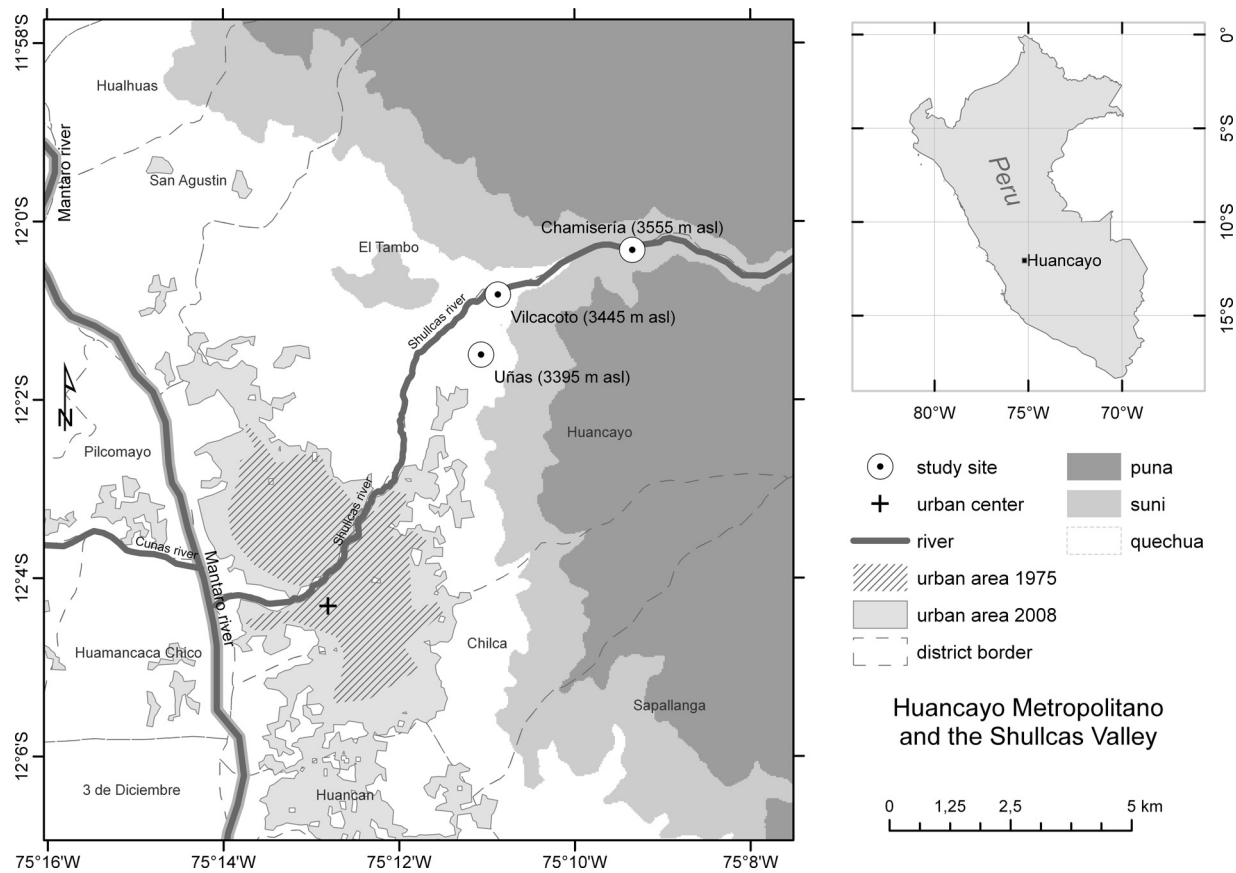 11°58'S
12°0'S
12°2'S
12°4'S
12°6'S
75°16'W
75°14'W
75°12'W
75°10'W
75°8'W
Hualhuas
Mantaro river
San Agustin
El Tambo
Chamisería (3555 m asl)
Vilcacoto (3445 m asl)
Shullcas river
Uñas (3395 m asl)
N
Huancayo
Pilcomayo
Shullcas river
Cunas river
Mantaro river
Huamancaca Chico
Chilca
Sapallanga
3 de Diciembre
Huancan
0°
5°S
10°S
15°S
80°W
75°W
70°W
Peru
Huancayo
study site
urban center
river
urban area 1975
urban area 2008
district border
puna
suni
quechua
Huancayo Metropolitano
and the Shullcas Valley
0 1,25 2,5 5 km